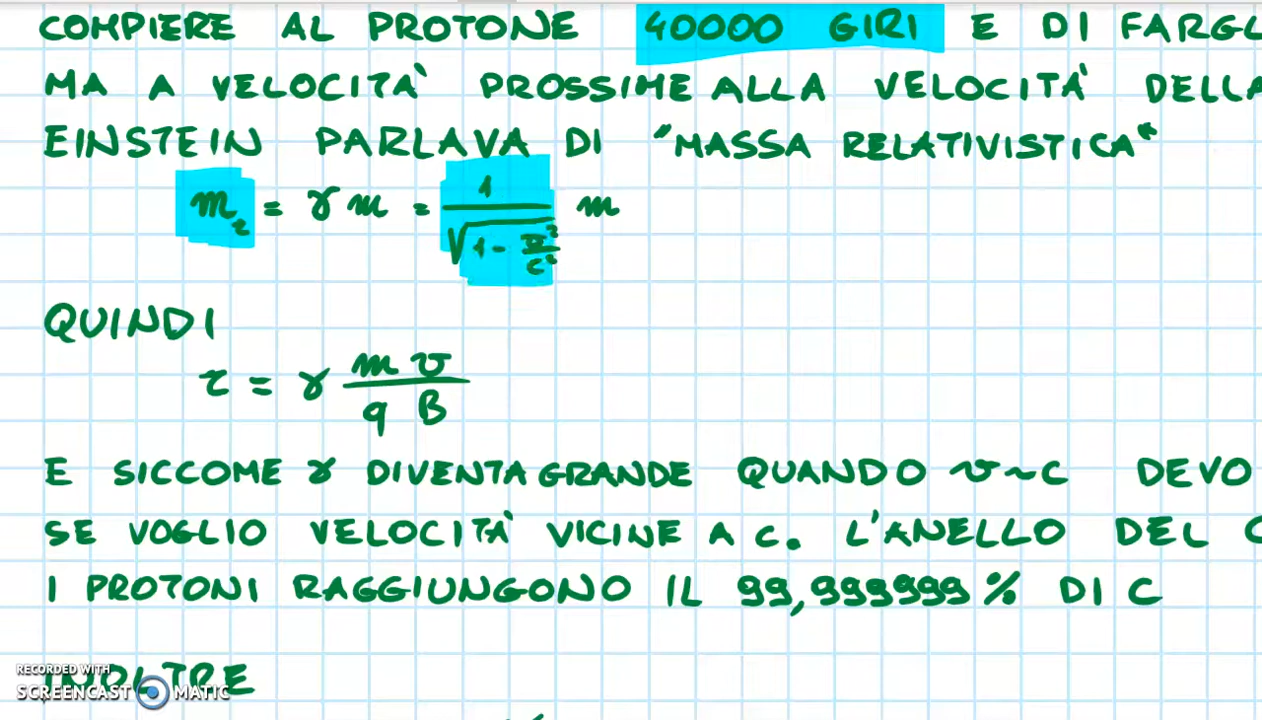 COMPIERE AL PROTONE 40000 GIRI E DI FARGL
MA A VELOCITÀ PROSSIME ALLA VELOCITÀ DELLA
EINSTEIN PARLAVA DI "MASSA RELATIVISTICA"
m_r = γ m = 1/√(1 - v²/c²) m
QUINDI
r = γ m v / q B
E SICCOME γ DIVENTA GRANDE QUANDO v~c DEVO
SE VOGLIO VELOCITÀ VICINE A C. L'ANELLO DEL C
I PROTONI RAGGIUNGONO IL 99,999999% DI C
INOLTRE
RECORDED WITH
SCREENCAST MATIC